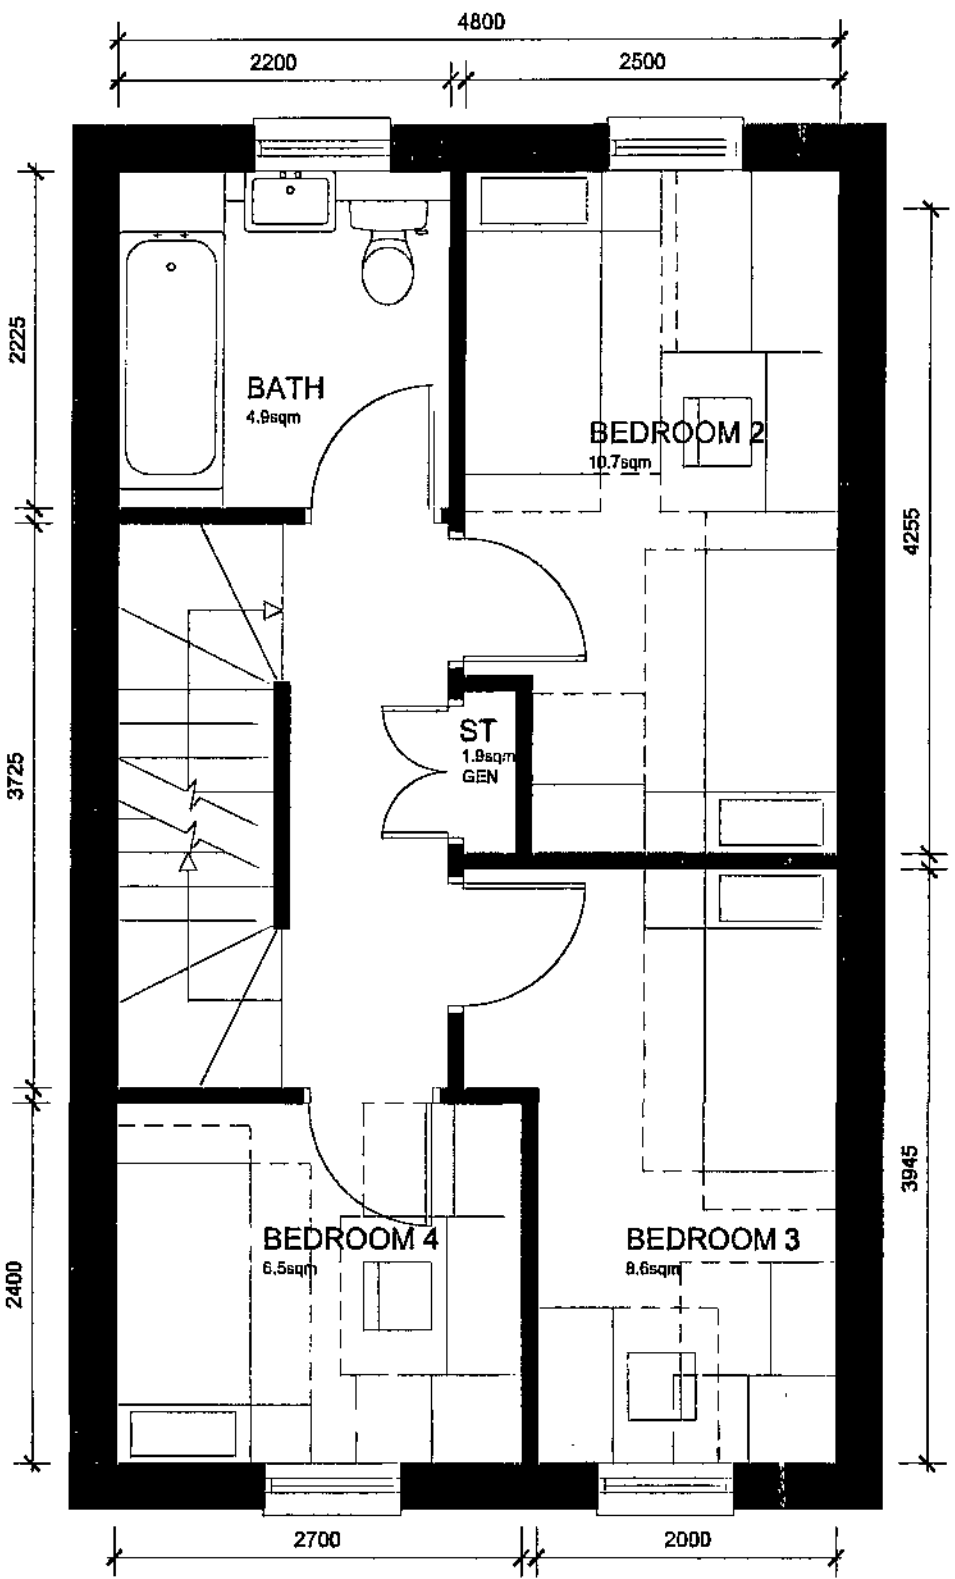 4800
2200
2500
2225
BATH
4.9sqm
BEDROOM 2
10.7sqm
4255
3725
ST
1.9sqm
GEN
3945
2400
BEDROOM 4
6.5sqm
BEDROOM 3
8.6sqm
2700
2000